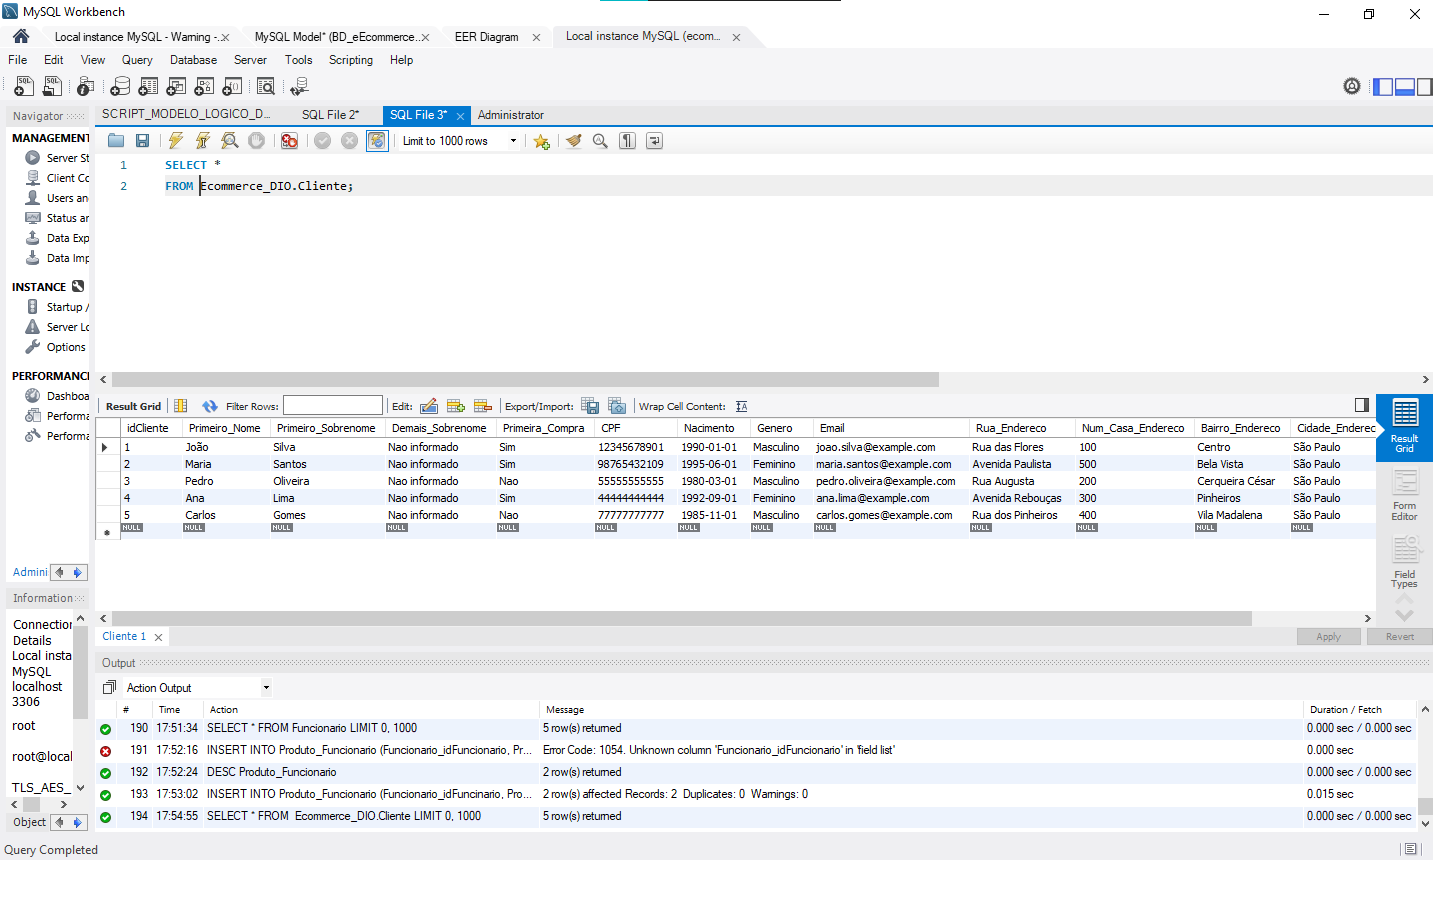 MySQL Workbench
Local instance MySQL - Warning -...
MySQL Model* (BD_eEcommerce...
EER Diagram
Local instance MySQL (ecom...
File Edit View Query Database Server Tools Scripting Help
Navigator
SCRIPT_MODELO_LOGICO_D...
SQL File 2*
SQL File 3*
Administrator
MANAGEMENT
Server St
Client Co
Users an
Status an
Data Exp
Data Imp
INSTANCE
Startup /
Server Lo
Options
PERFORMANC
Dashboa
Performa
Performa
Admini
Limit to 1000 rows
1 SELECT *
2 FROM Ecommerce_DIO.Cliente;
Result Grid Filter Rows: Edit: Export/Import: Wrap Cell Content:
idCliente Primeiro_Nome Primeiro_Sobrenome Demais_Sobrenome Primeira_Compra CPF Nacimento Genero Email Rua_Endereco Num_Casa_Endereco Bairro_Endereco Cidade_Enderec
1 João Silva Nao informado Sim 12345678901 1990-01-01 Masculino joao.silva@example.com Rua das Flores 100 Centro São Paulo
2 Maria Santos Nao informado Sim 98765432109 1995-06-01 Feminino maria.santos@example.com Avenida Paulista 500 Bela Vista São Paulo
3 Pedro Oliveira Nao informado Nao 55555555555 1980-03-01 Masculino pedro.oliveira@example.com Rua Augusta 200 Cerqueira César São Paulo
4 Ana Lima Nao informado Sim 44444444444 1992-09-01 Feminino ana.lima@example.com Avenida Rebouças 300 Pinheiros São Paulo
5 Carlos Gomes Nao informado Nao 77777777777 1985-11-01 Masculino carlos.gomes@example.com Rua dos Pinheiros 400 Vila Madalena São Paulo
NULL NULL NULL NULL NULL NULL NULL NULL NULL NULL NULL NULL NULL
Result
Grid
Form
Editor
Field
Types
Cliente 1
Apply
Revert
Information
Connection
Details
Local insta
MySQL
localhost
3306
root
root@local
TLS_AES_
Object
Output
Action Output
# Time Action Message Duration / Fetch
190 17:51:34 SELECT * FROM Funcionario LIMIT 0, 1000 5 row(s) returned 0.000 sec / 0.000 sec
191 17:52:16 INSERT INTO Produto_Funcionario (Funcionario_idFuncionario, Pr... Error Code: 1054. Unknown column 'Funcionario_idFuncionario' in 'field list' 0.000 sec
192 17:52:24 DESC Produto_Funcionario 2 row(s) returned 0.000 sec / 0.000 sec
193 17:53:02 INSERT INTO Produto_Funcionario (Funcionario_idFuncinario, Pro... 2 row(s) affected Records: 2 Duplicates: 0 Warnings: 0 0.015 sec
194 17:54:55 SELECT * FROM Ecommerce_DIO.Cliente LIMIT 0, 1000 5 row(s) returned 0.000 sec / 0.000 sec
Query Completed